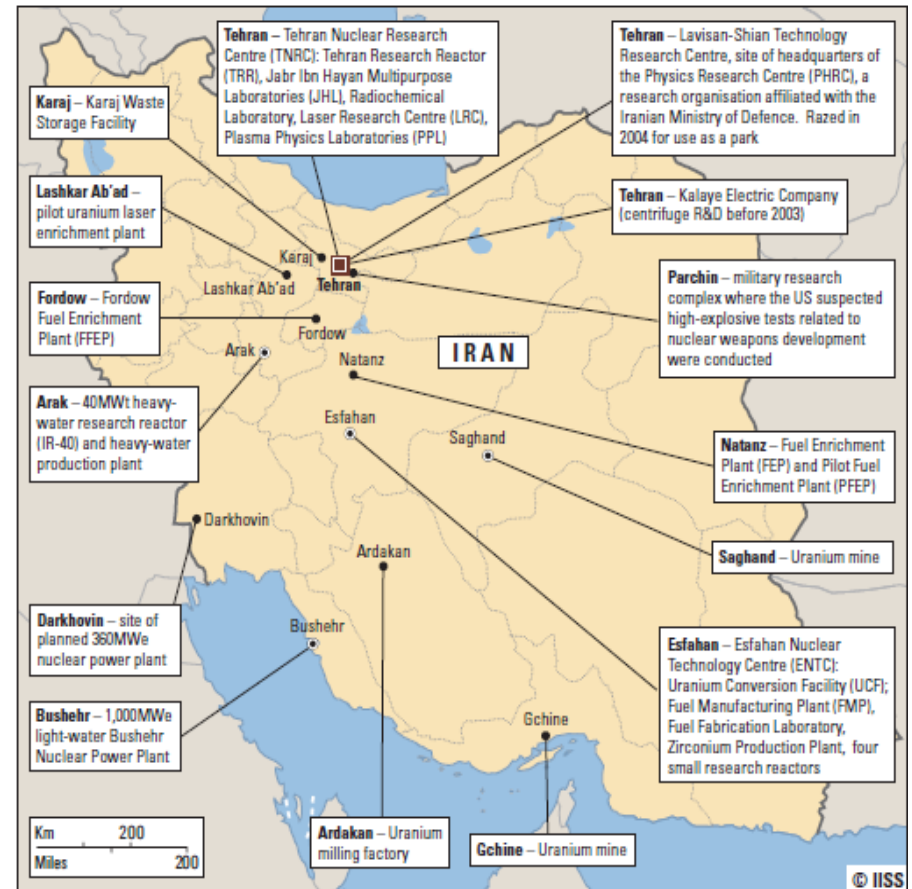 Tehran – Tehran Nuclear Research
Centre (TNRC): Tehran Research Reactor
(TRR), Jabr Ibn Hayan Multipurpose
Laboratories (JHL), Radiochemical
Laboratory, Laser Research Centre (LRC),
Plasma Physics Laboratories (PPL)
Tehran – Lavisan-Shian Technology
Research Centre, site of headquarters of
the Physics Research Centre (PHRC), a
research organisation affiliated with the
Iranian Ministry of Defence. Razed in
2004 for use as a park
Karaj – Karaj Waste
Storage Facility
Lashkar Ab'ad –
pilot uranium laser
enrichment plant
Tehran – Kalaye Electric Company
(centrifuge R&D before 2003)
Karaj
Tehran
Lashkar Ab'ad
Parchin – military research
complex where the US suspected
high-explosive tests related to
nuclear weapons development
were conducted
Fordow – Fordow
Fuel Enrichment
Plant (FFEP)
Fordow
Arak
IRAN
Natanz
Arak – 40MWt heavy-
water research reactor
(IR-40) and heavy-water
production plant
Esfahan
Saghand
Natanz – Fuel Enrichment
Plant (FEP) and Pilot Fuel
Enrichment Plant (PFEP)
Darkhovin
Ardakan
Saghand – Uranium mine
Darkhovin – site of
planned 360MWe
nuclear power plant
Bushehr
Esfahan – Esfahan Nuclear
Technology Centre (ENTC):
Uranium Conversion Facility (UCF);
Fuel Manufacturing Plant (FMP),
Fuel Fabrication Laboratory,
Zirconium Production Plant, four
small research reactors
Bushehr – 1,000MWe
light-water Bushehr
Nuclear Power Plant
Gchine
Km 200
Miles 200
Ardakan – Uranium
milling factory
Gchine – Uranium mine
© IISS